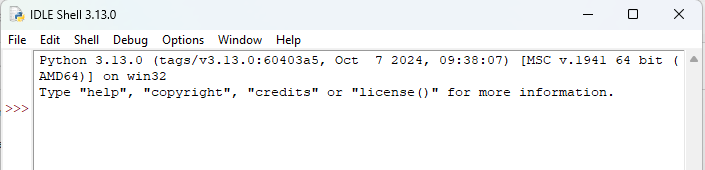 IDLE Shell 3.13.0
File Edit Shell Debug Options Window Help
Python 3.13.0 (tags/v3.13.0:60403a5, Oct  7 2024, 09:38:07) [MSC v.1941 64 bit (
AMD64)] on win32
Type "help", "copyright", "credits" or "license()" for more information.
>>>